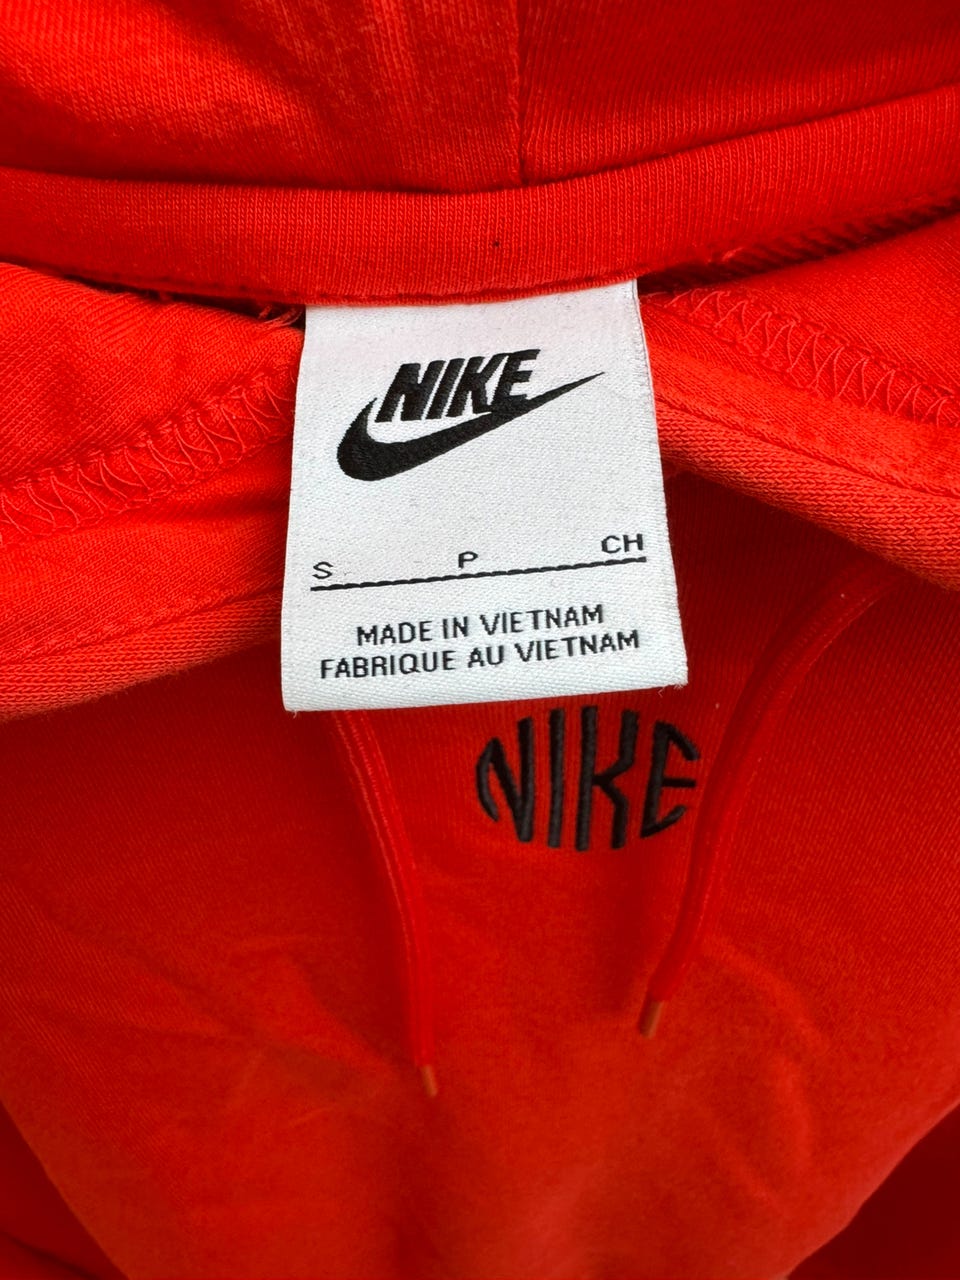 NIKE
S P CH
MADE IN VIETNAM
FABRIQUE AU VIETNAM
NIKE